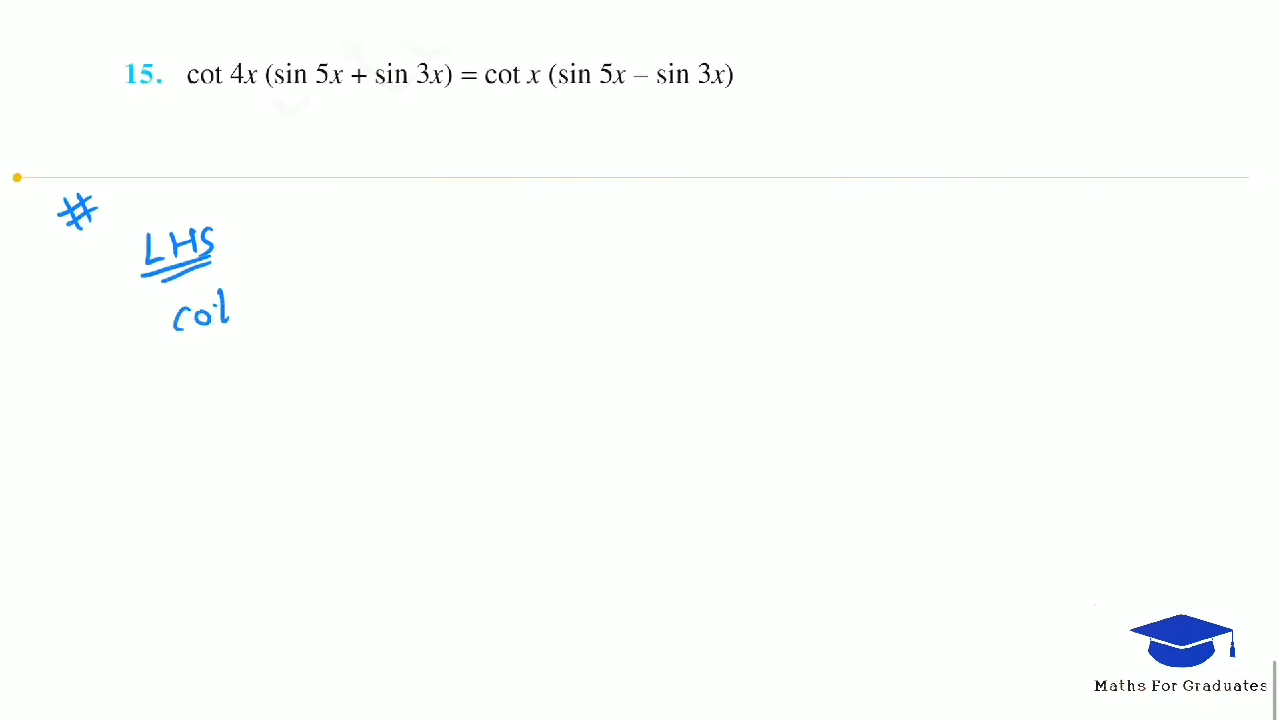 15. cot 4x (sin 5x + sin 3x) = cot x (sin 5x – sin 3x)
#
LHS
cot
Maths For Graduates